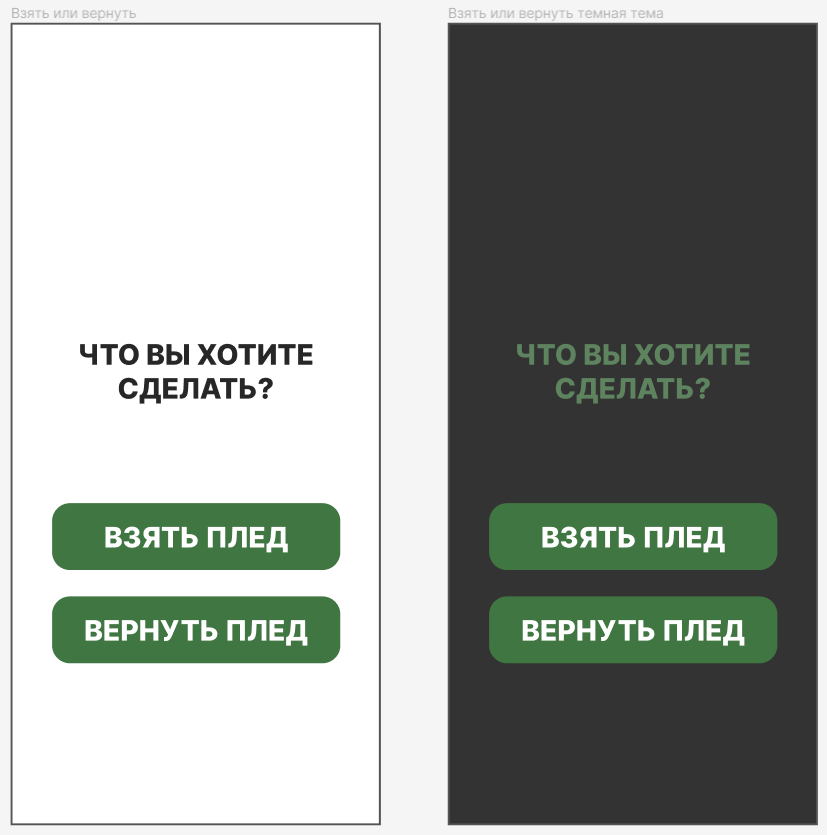 Взять или вернуть
ЧТО ВЫ ХОТИТЕ
СДЕЛАТЬ?
ВЗЯТЬ ПЛЕД
ВЕРНУТЬ ПЛЕД
Взять или вернуть темная тема
ЧТО ВЫ ХОТИТЕ
СДЕЛАТЬ?
ВЗЯТЬ ПЛЕД
ВЕРНУТЬ ПЛЕД